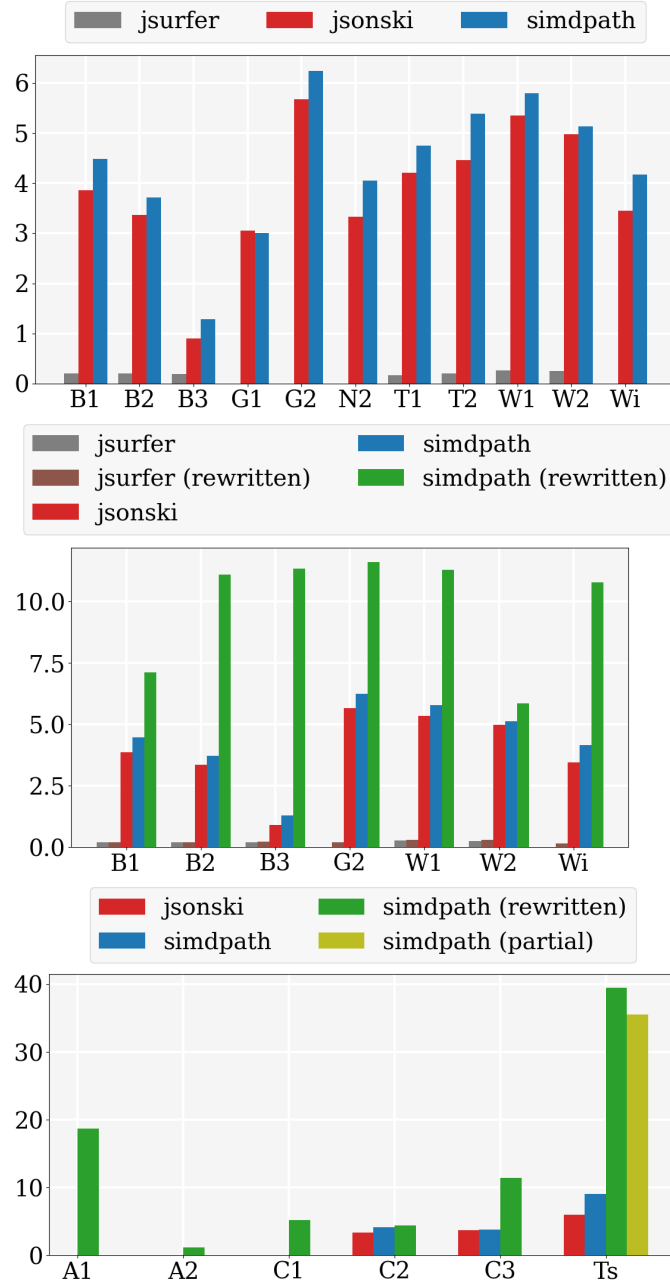 jsurfer jsonski simdpath
6
5
4
3
2
1
0
B1 B2 B3 G1 G2 N2 T1 T2 W1 W2 Wi
jsurfer simdpath
jsurfer (rewritten) simdpath (rewritten)
jsonski
10.0
7.5
5.0
2.5
0.0
B1 B2 B3 G2 W1 W2 Wi
jsonski simdpath (rewritten)
simdpath simdpath (partial)
40
30
20
10
0
A1 A2 C1 C2 C3 Ts